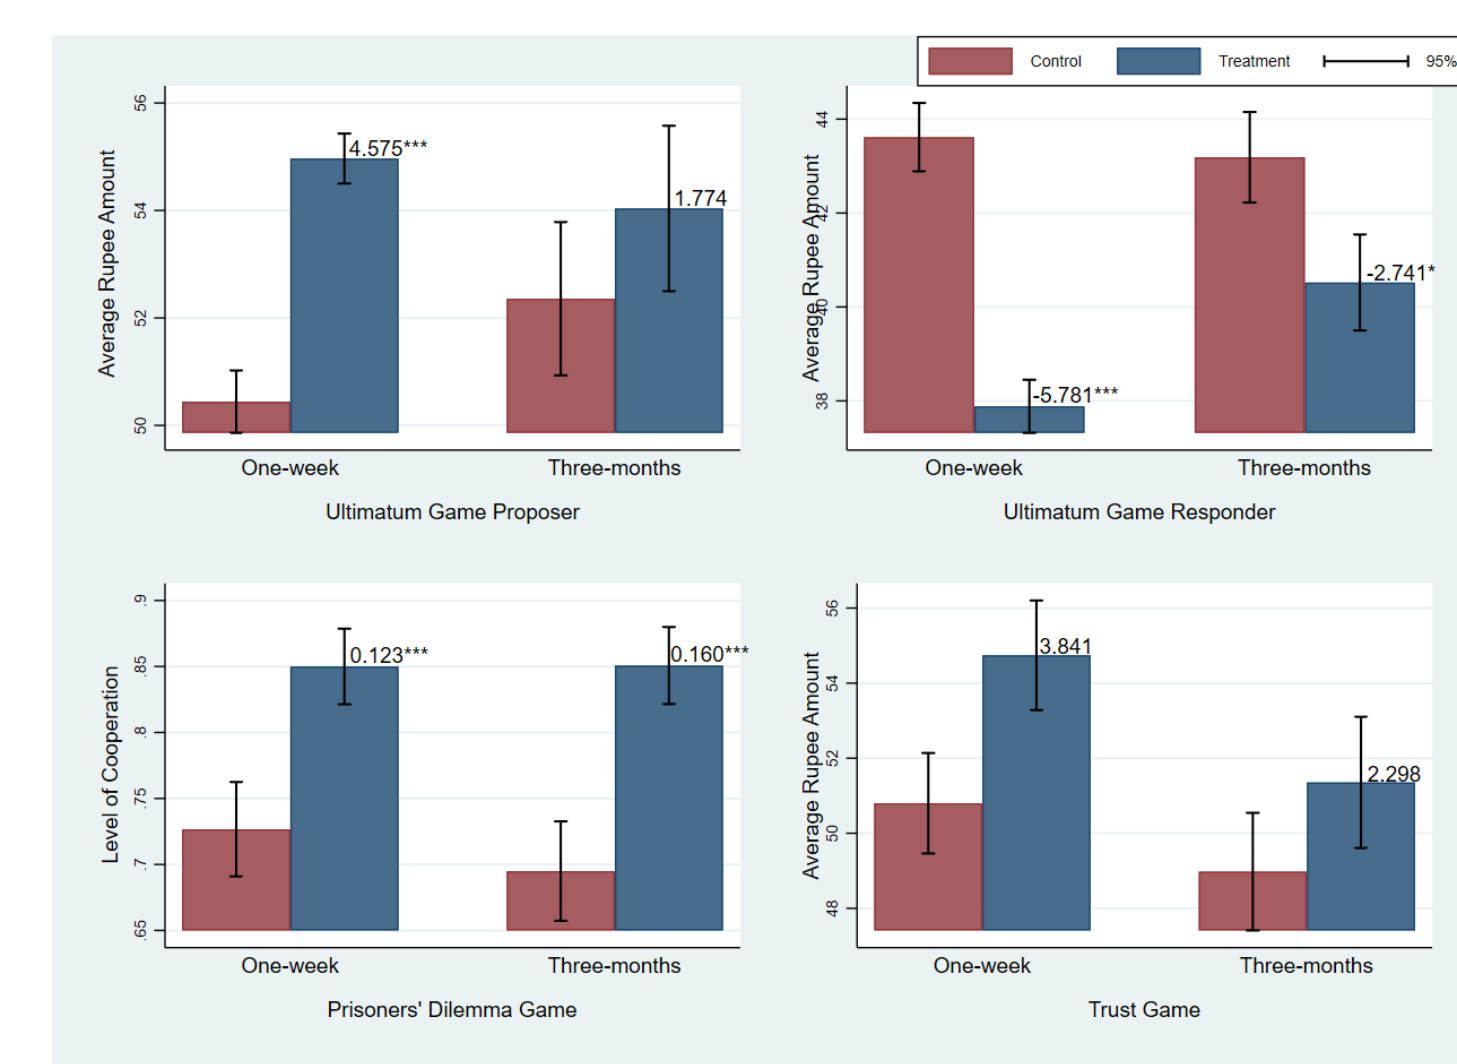 Control Treatment 95%
Average Rupee Amount
56
54
52
50
4.575***
1.774
One-week Three-months
Ultimatum Game Proposer
Average Rupee Amount
44
42
40
38
-5.781***
-2.741*
One-week Three-months
Ultimatum Game Responder
Level of Cooperation
.9
.85
.8
.75
.7
.65
0.123***
0.160***
One-week Three-months
Prisoners' Dilemma Game
Average Rupee Amount
56
54
52
50
48
3.841
2.298
One-week Three-months
Trust Game